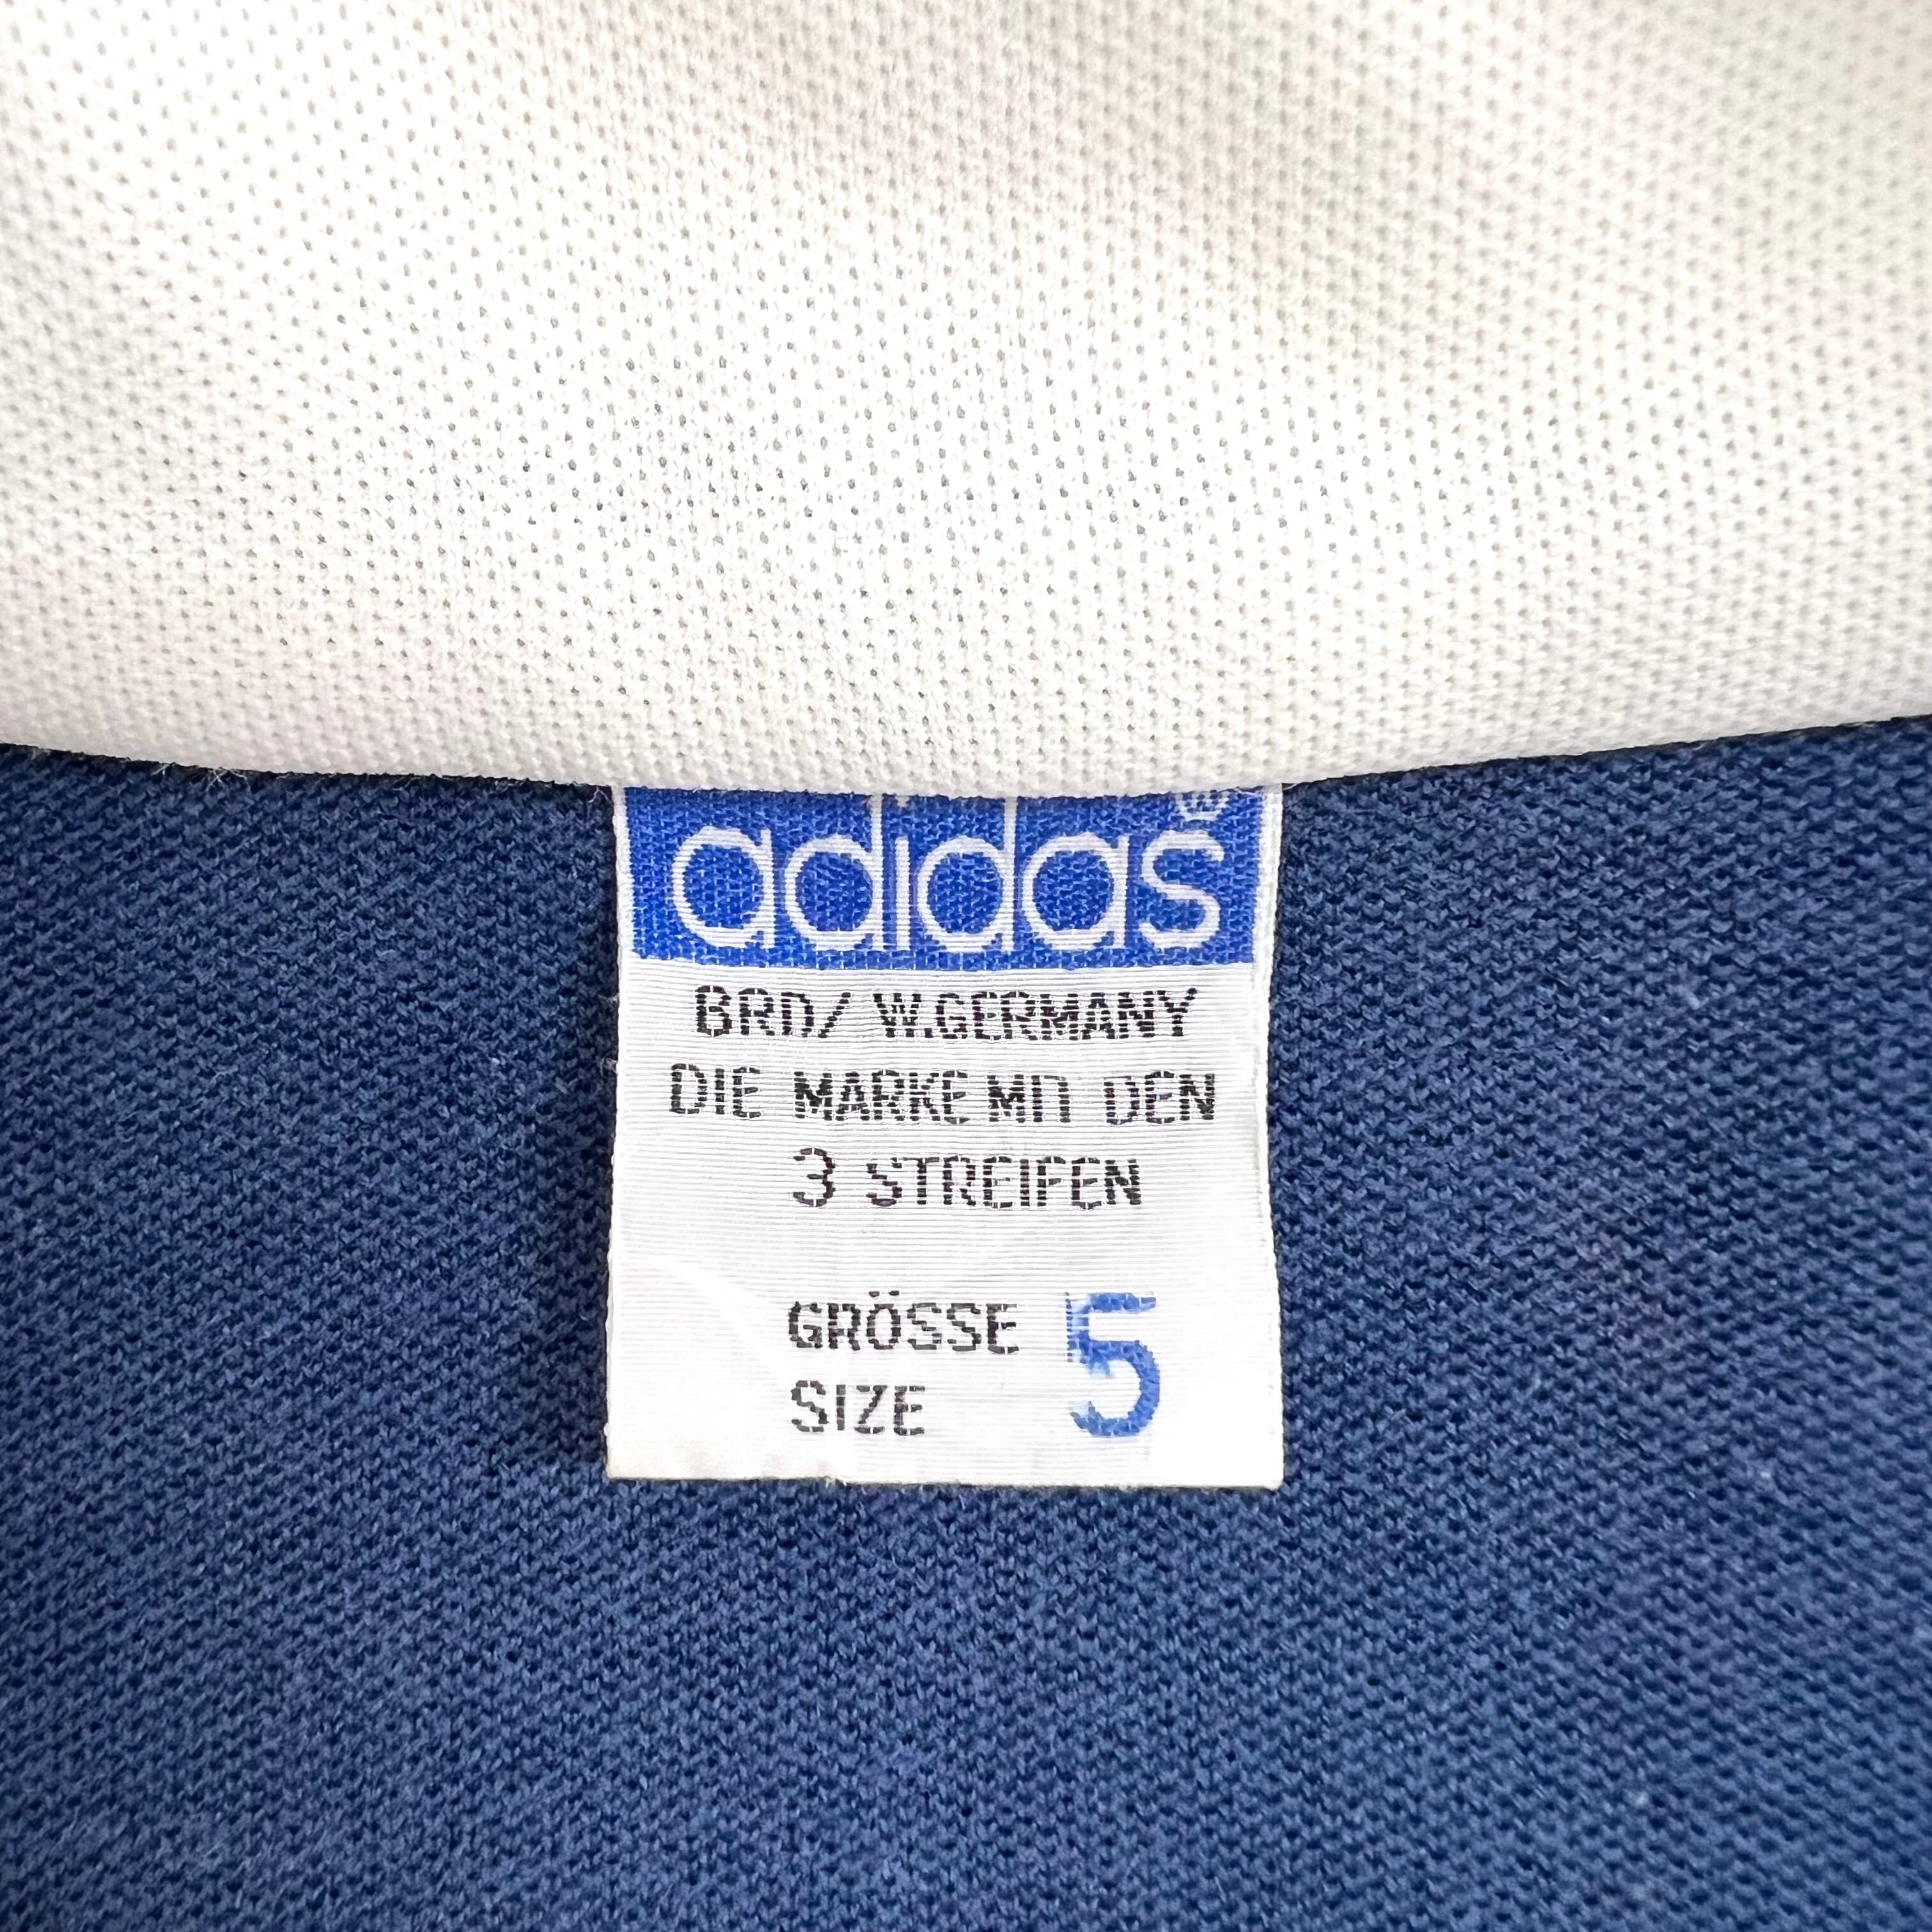 adidas
BRD/ W.GERMANY
DIE MARKE MIT DEN
3 STREIFEN
GRÖSSE 5
SIZE